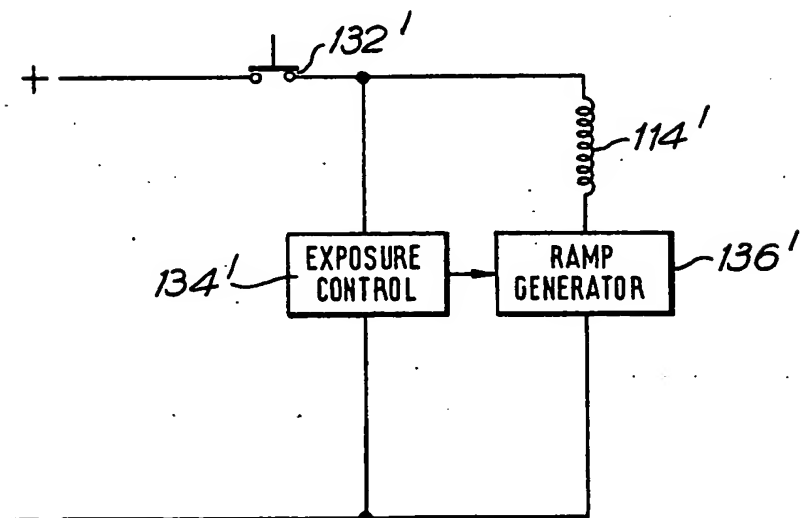 132'
+
114'
EXPOSURE
CONTROL
134'
RAMP
GENERATOR
136'